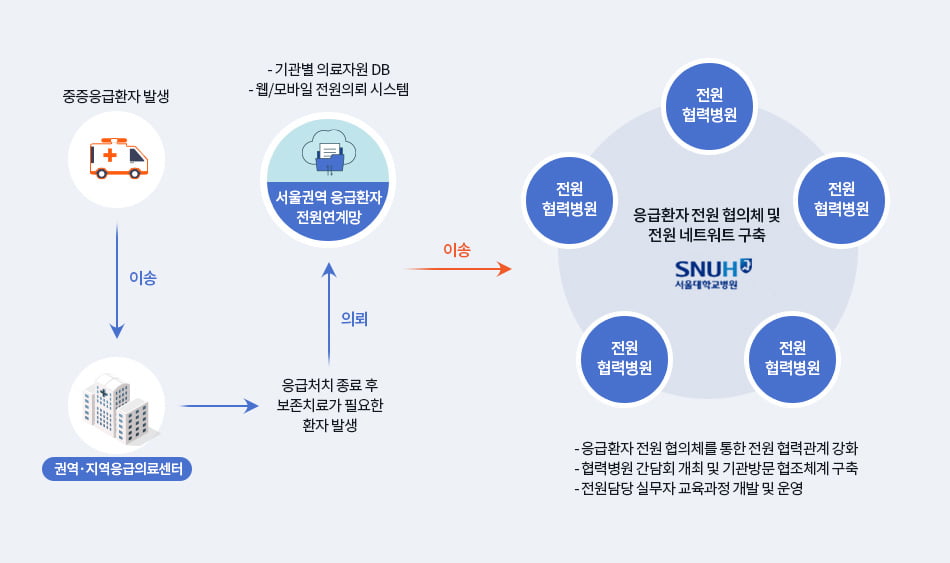 중증응급환자 발생
이송
권역·지역응급의료센터
- 기관별 의료자원 DB
- 웹/모바일 전원의뢰 시스템
서울권역 응급환자
전원연계망
의뢰
응급처치 종료 후
보존치료가 필요한
환자 발생
이송
전원
협력병원
전원
협력병원
전원
협력병원
응급환자 전원 협의체 및
전원 네트워트 구축
SNUH
서울대학교병원
전원
협력병원
전원
협력병원
- 응급환자 전원 협의체를 통한 전원 협력관계 강화
- 협력병원 간담회 개최 및 기관방문 협조체계 구축
- 전원담당 실무자 교육과정 개발 및 운영